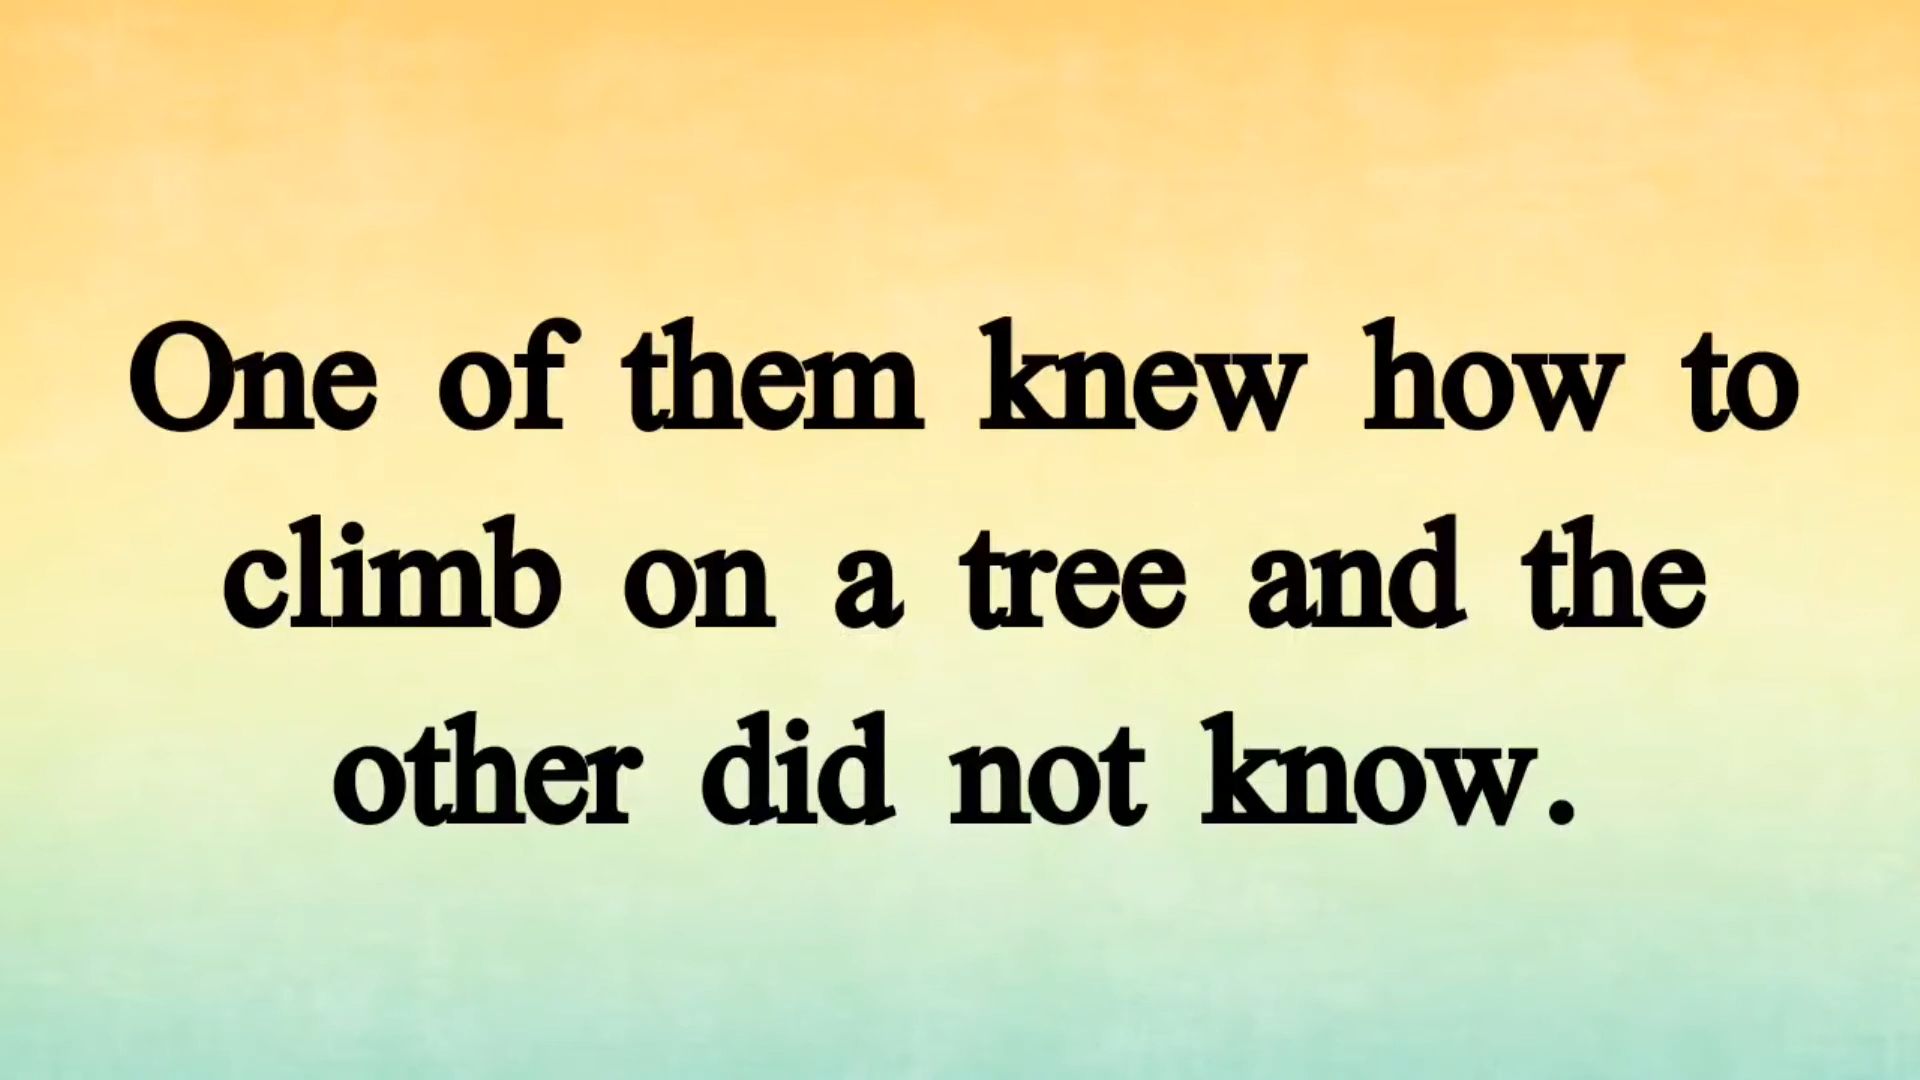 One of them knew how to
climb on a tree and the
other did not know.